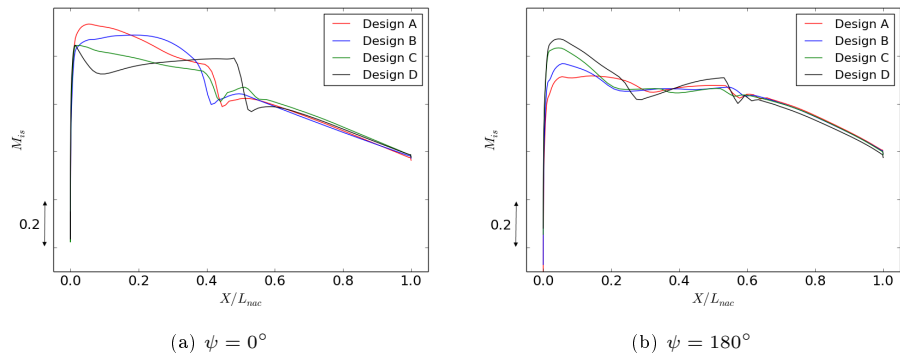 Design A
Design B
Design C
Design D
M_is
0.2
0.0 0.2 0.4 0.6 0.8 1.0
X/L_nac
(a) ψ = 0°
Design A
Design B
Design C
Design D
M_is
0.2
0.0 0.2 0.4 0.6 0.8 1.0
X/L_nac
(b) ψ = 180°